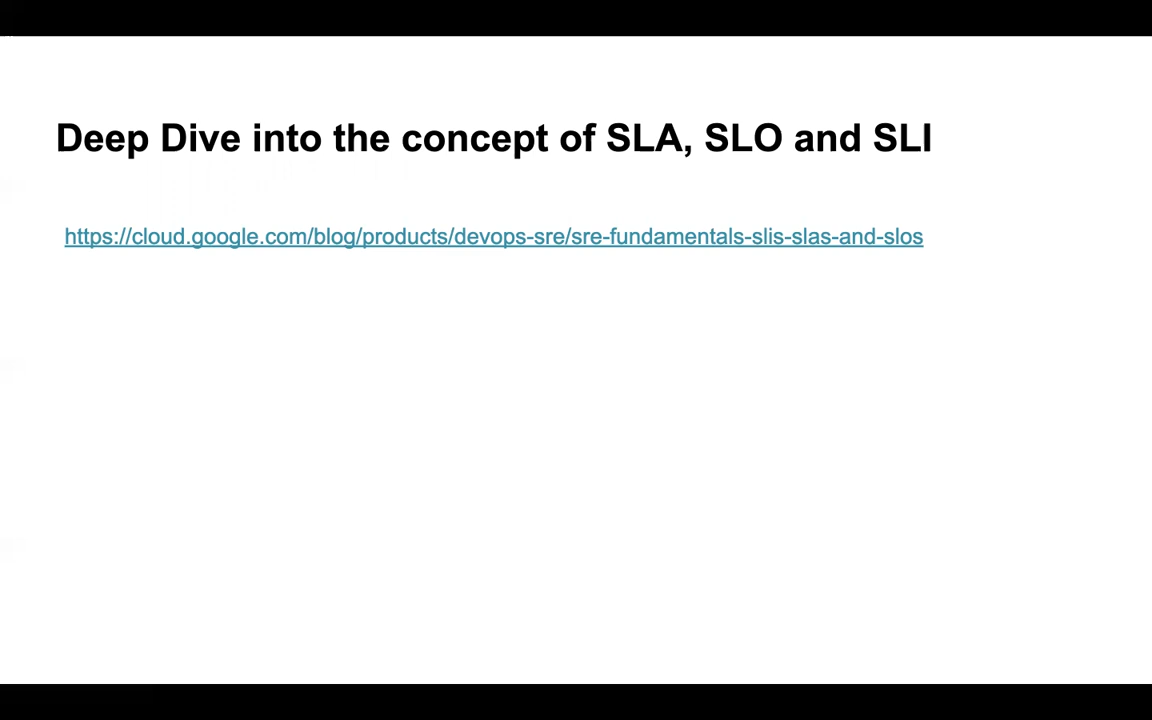 Deep Dive into the concept of SLA, SLO and SLI
https://cloud.google.com/blog/products/devops-sre/sre-fundamentals-slis-slas-and-slos